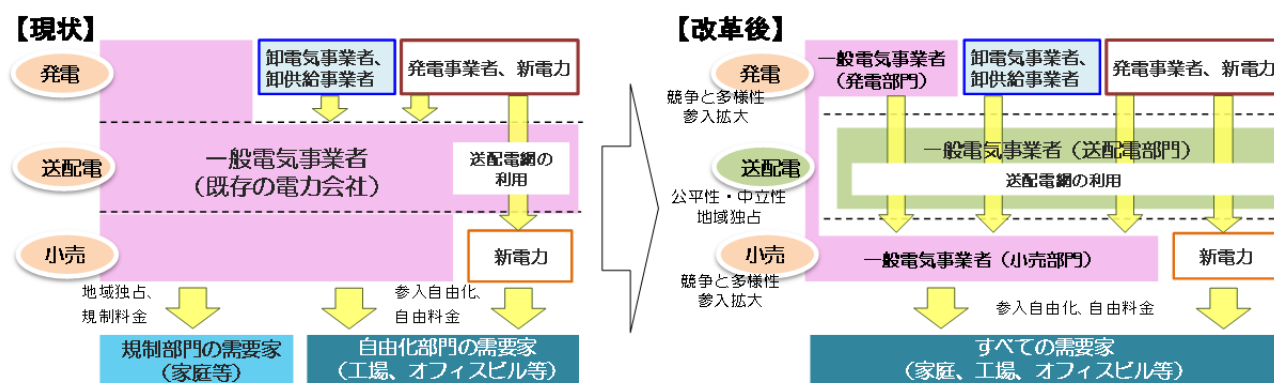 【現状】
発電
卸電気事業者、
卸供給事業者
発電事業者、新電力
送配電
一般電気事業者
（既存の電力会社）
送配電網の
利用
小売
新電力
地域独占、
規制料金
参入自由化、
自由料金
規制部門の需要家
（家庭等）
自由化部門の需要家
（工場、オフィスビル等）
【改革後】
発電
競争と多様性
参入拡大
一般電気事業者
（発電部門）
卸電気事業者、
卸供給事業者
発電事業者、新電力
送配電
公平性・中立性
地域独占
一般電気事業者（送配電部門）
送配電網の利用
小売
競争と多様性
参入拡大
一般電気事業者（小売部門）
新電力
参入自由化、自由料金
すべての需要家
（家庭、工場、オフィスビル等）